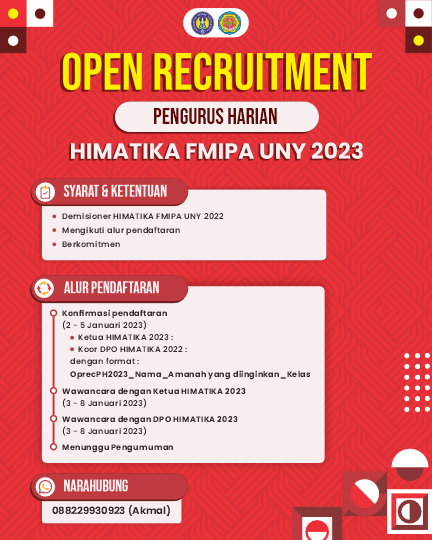 OPEN RECRUITMENT
PENGURUS HARIAN
HIMATIKA FMIPA UNY 2023
SYARAT & KETENTUAN
Demisioner HIMATIKA FMIPA UNY 2022
Mengikuti alur pendaftaran
Berkomitmen
ALUR PENDAFTARAN
Konfirmasi pendaftaran
(2 - 5 Januari 2023)
Ketua HIMATIKA 2023 :
Koor DPO HIMATIKA 2022 :
dengan format :
OprecPH2023_Nama_Amanah yang diinginkan_Kelas
Wawancara dengan Ketua HIMATIKA 2023
(3 - 8 Januari 2023)
Wawancara dengan DPO HIMATIKA 2023
(3 - 8 Januari 2023)
Menunggu Pengumuman
NARAHUBUNG
088229930923 (Akmal)